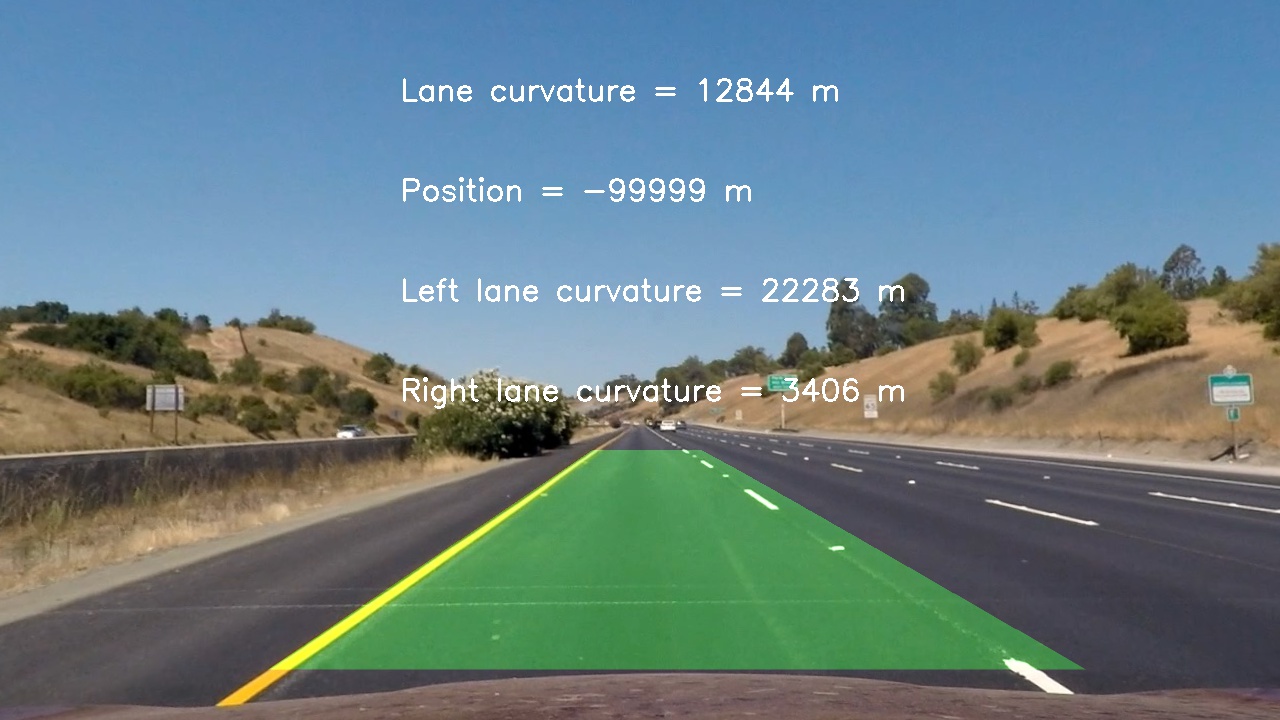 Lane curvature = 12844 m
Position = -99999 m
Left lane curvature = 22283 m
Right lane curvature = 3406 m